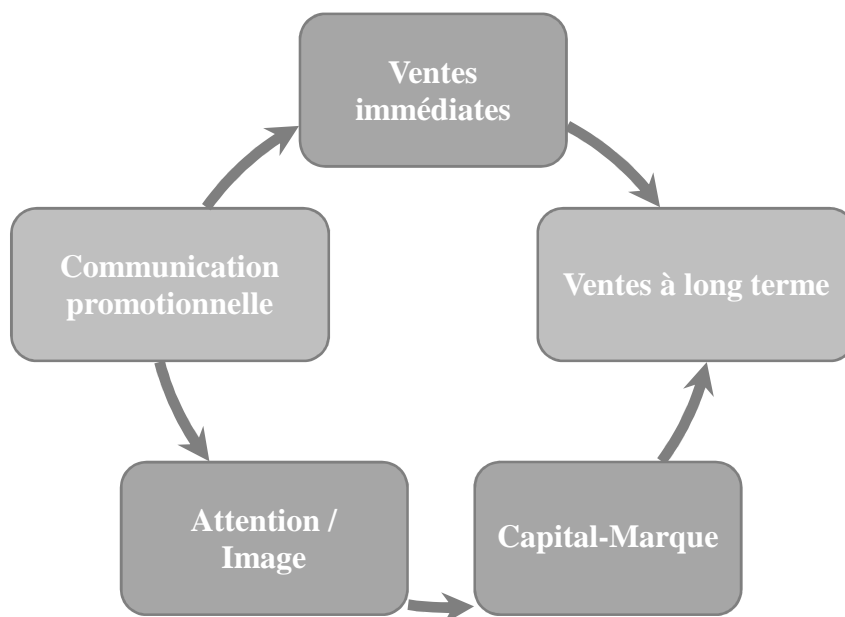 Ventes
immédiates
Communication
promotionnelle
Ventes à long terme
Attention /
Image
Capital-Marque